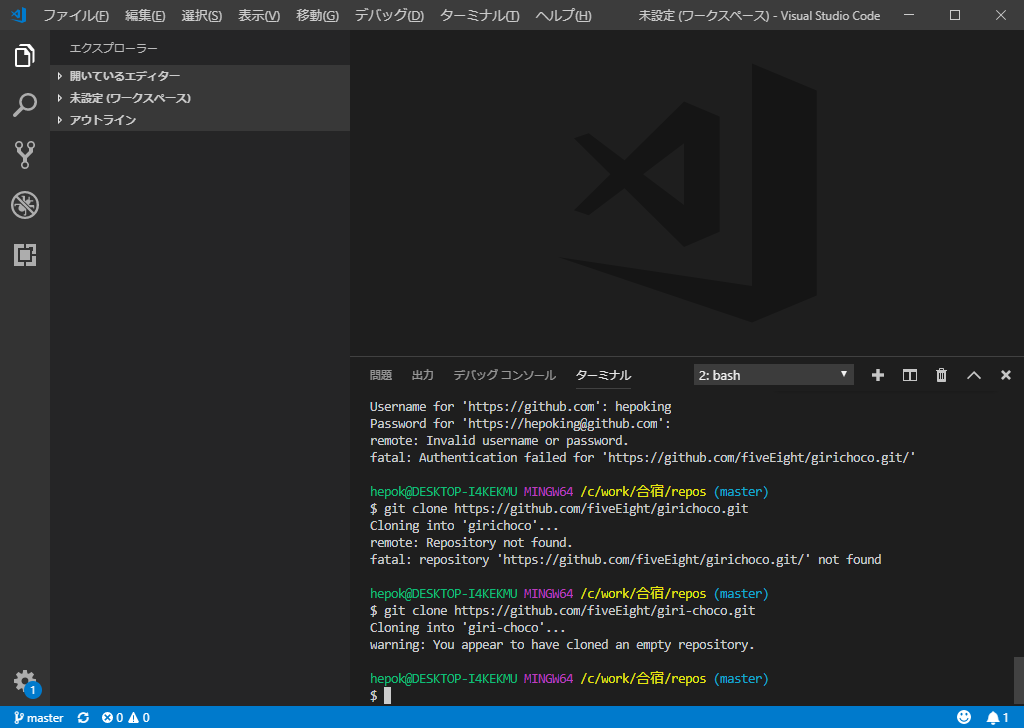 ファイル(F) 編集(E) 選択(S) 表示(V) 移動(G) デバッグ(D) ターミナル(T) ヘルプ(H) 未設定 (ワークスペース) - Visual Studio Code
エクスプローラー
開いているエディター
未設定 (ワークスペース)
アウトライン
問題 出力 デバッグ コンソール ターミナル 2: bash
Username for 'https://github.com': hepoking
Password for 'https://hepoking@github.com':
remote: Invalid username or password.
fatal: Authentication failed for 'https://github.com/fiveEight/girichoco.git/'
hepok@DESKTOP-I4KEKMU MINGW64 /c/work/合宿/repos (master)
$ git clone https://github.com/fiveEight/girichoco.git
Cloning into 'girichoco'...
remote: Repository not found.
fatal: repository 'https://github.com/fiveEight/girichoco.git/' not found
hepok@DESKTOP-I4KEKMU MINGW64 /c/work/合宿/repos (master)
$ git clone https://github.com/fiveEight/giri-choco.git
Cloning into 'giri-choco'...
warning: You appear to have cloned an empty repository.
hepok@DESKTOP-I4KEKMU MINGW64 /c/work/合宿/repos (master)
$
1
master 0 0 1